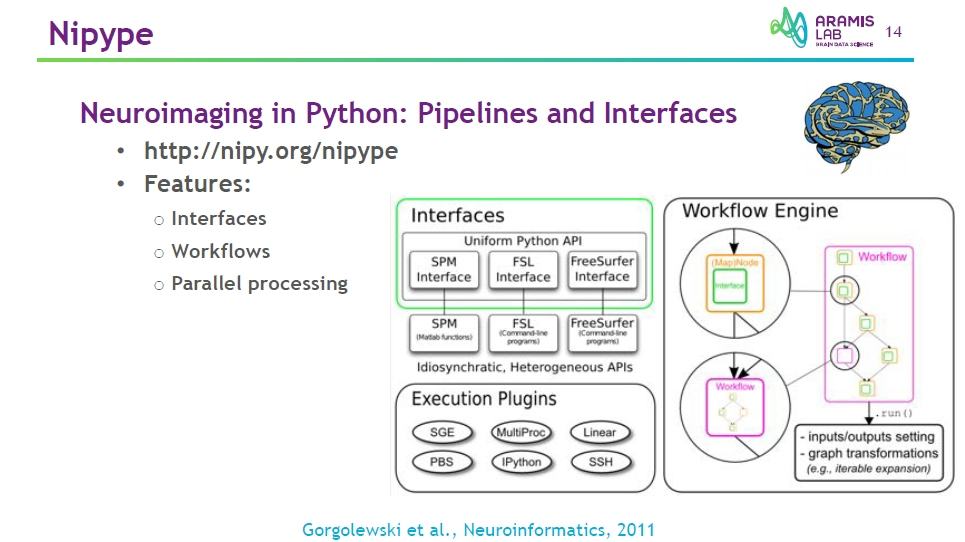 Nipype
ARAMIS
LAB
BRAIN DATA SCIENCE
14
Neuroimaging in Python: Pipelines and Interfaces
• http://nipy.org/nipype
• Features:
o Interfaces
o Workflows
o Parallel processing
Interfaces
Uniform Python API
SPM
Interface
FSL
Interface
FreeSurfer
Interface
SPM
(Matlab functions)
FSL
(Command-line
programs)
FreeSurfer
(Command-line
programs)
Idiosynchratic, Heterogeneous APIs
Execution Plugins
SGE
MultiProc
Linear
PBS
IPython
SSH
Workflow Engine
(Map)Node
Interface
Workflow
Workflow
.run()
- inputs/outputs setting
- graph transformations
(e.g., iterable expansion)
Gorgolewski et al., Neuroinformatics, 2011